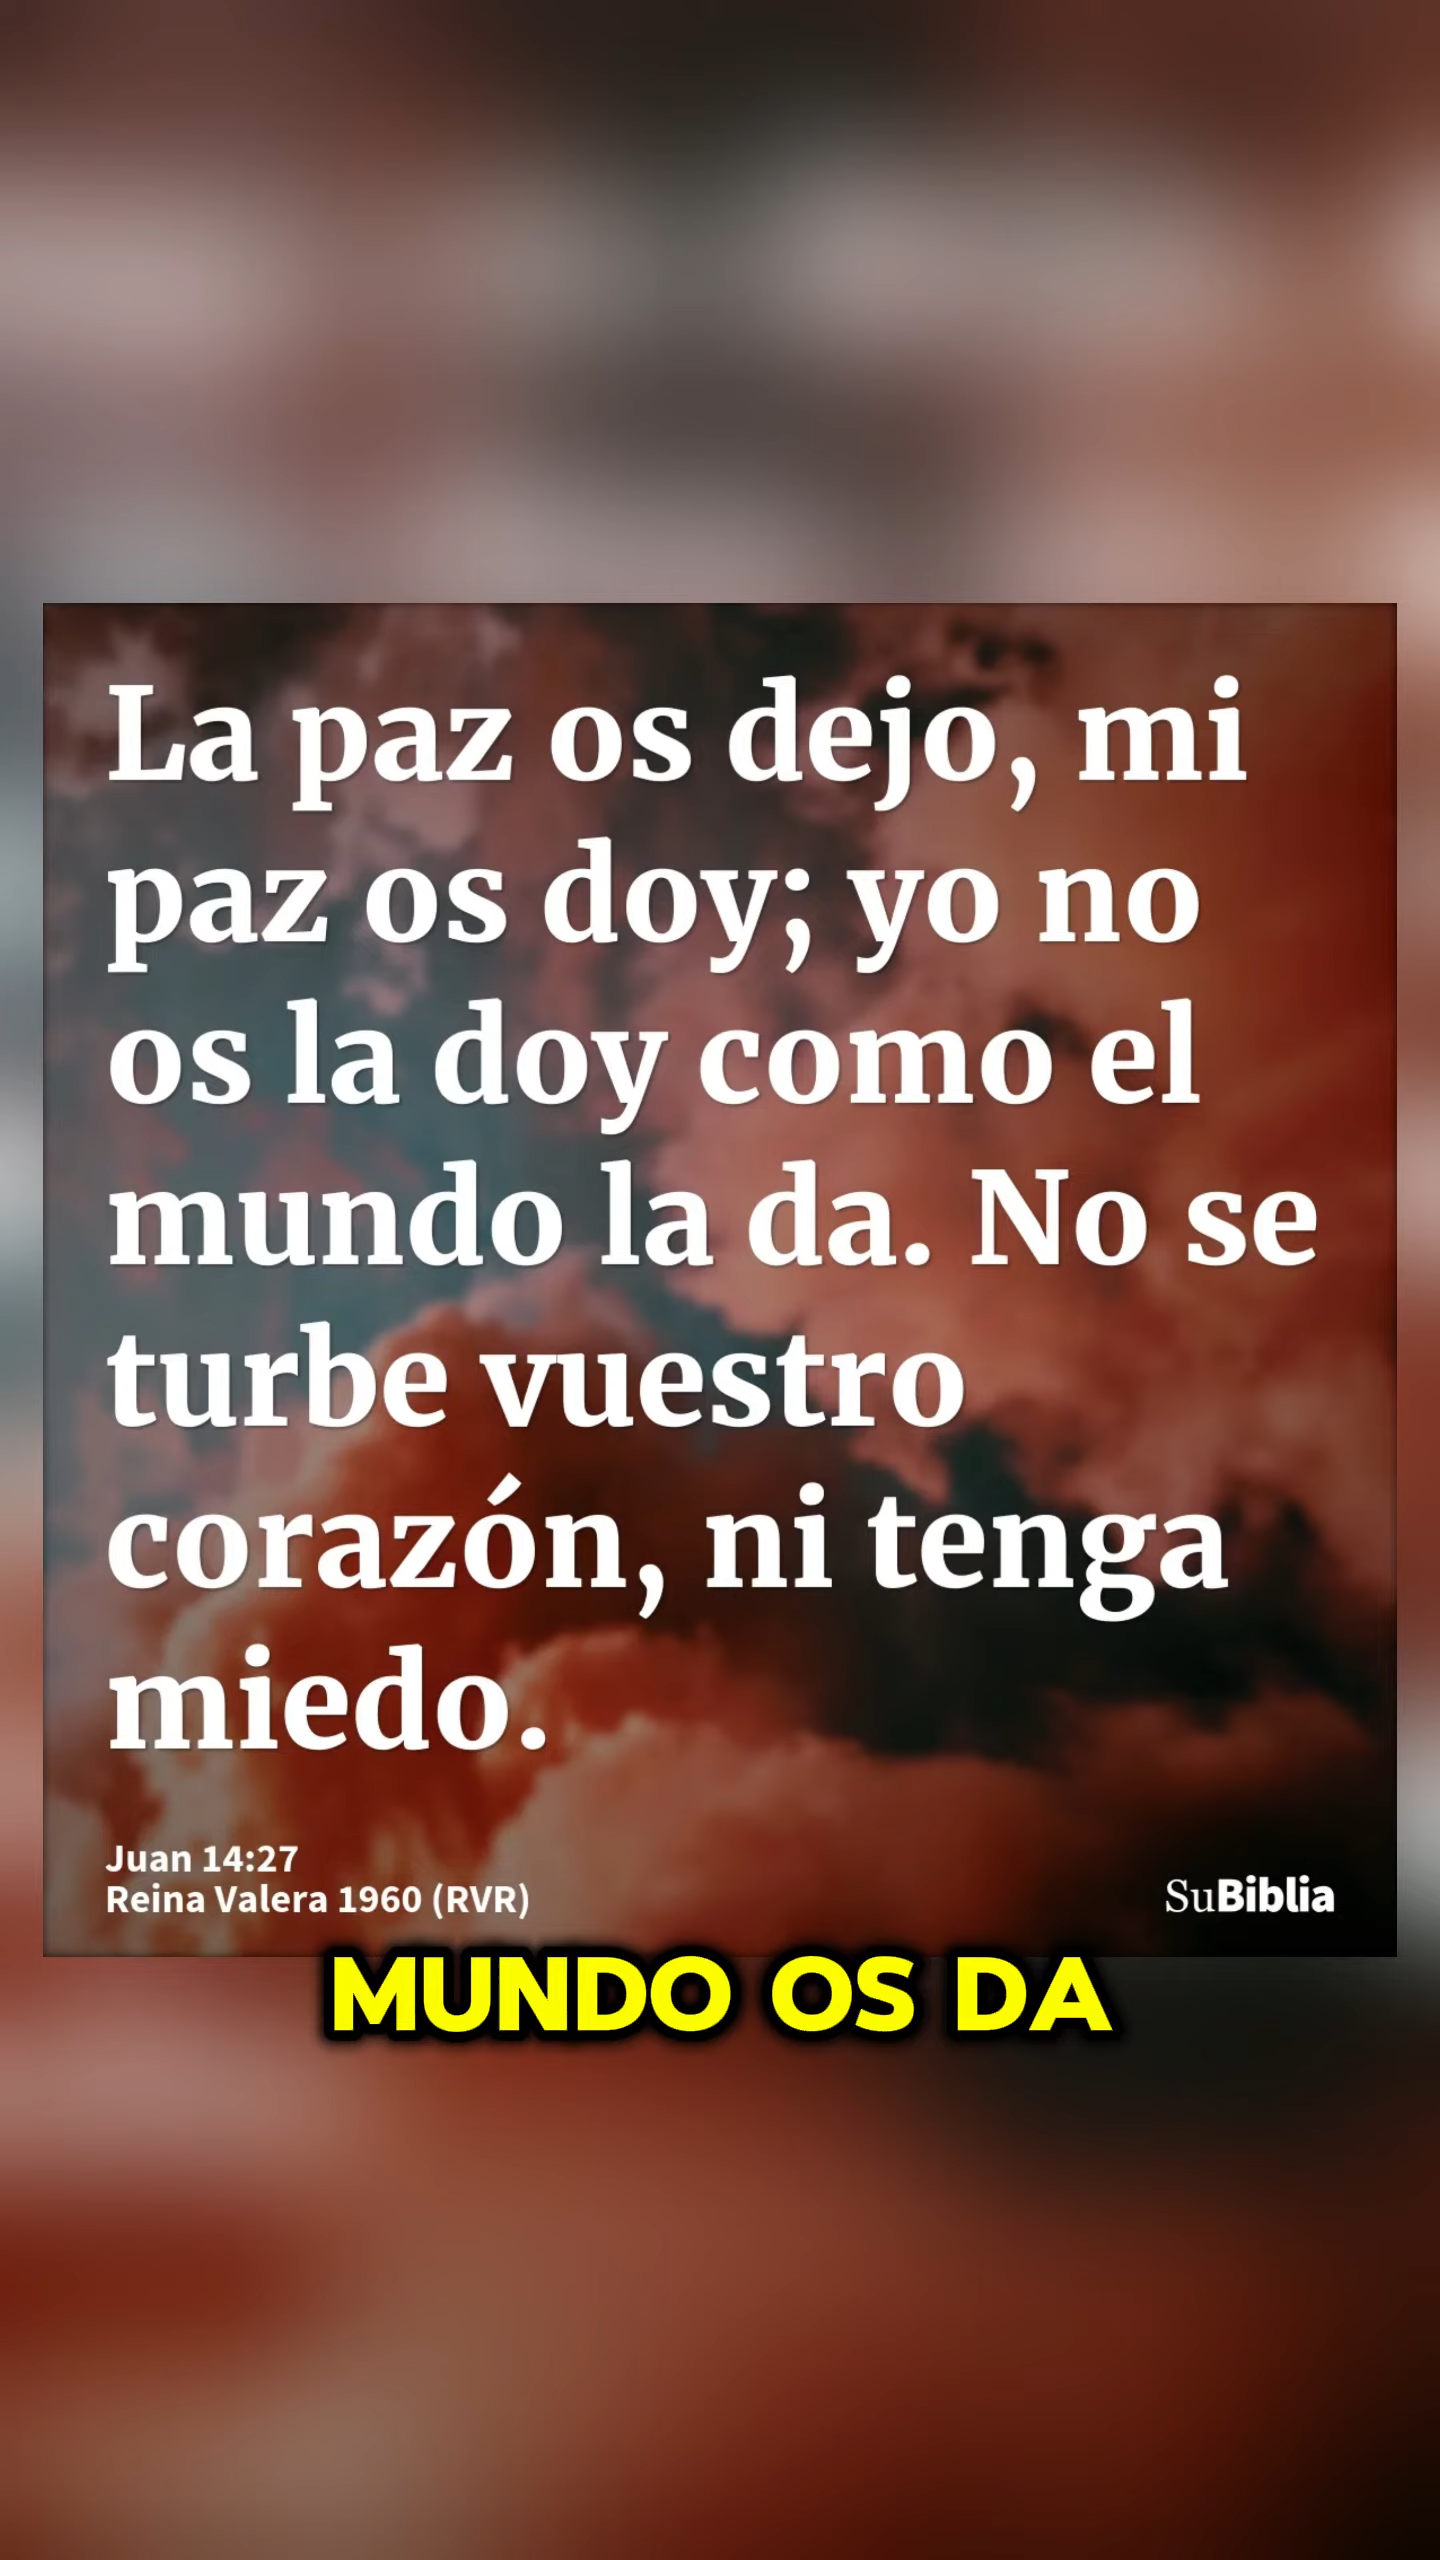 La paz os dejo, mi
paz os doy; yo no
os la doy como el
mundo la da. No se
turbe vuestro
corazón, ni tenga
miedo.
Juan 14:27
Reina Valera 1960 (RVR)
SuBiblia
MUNDO OS DA